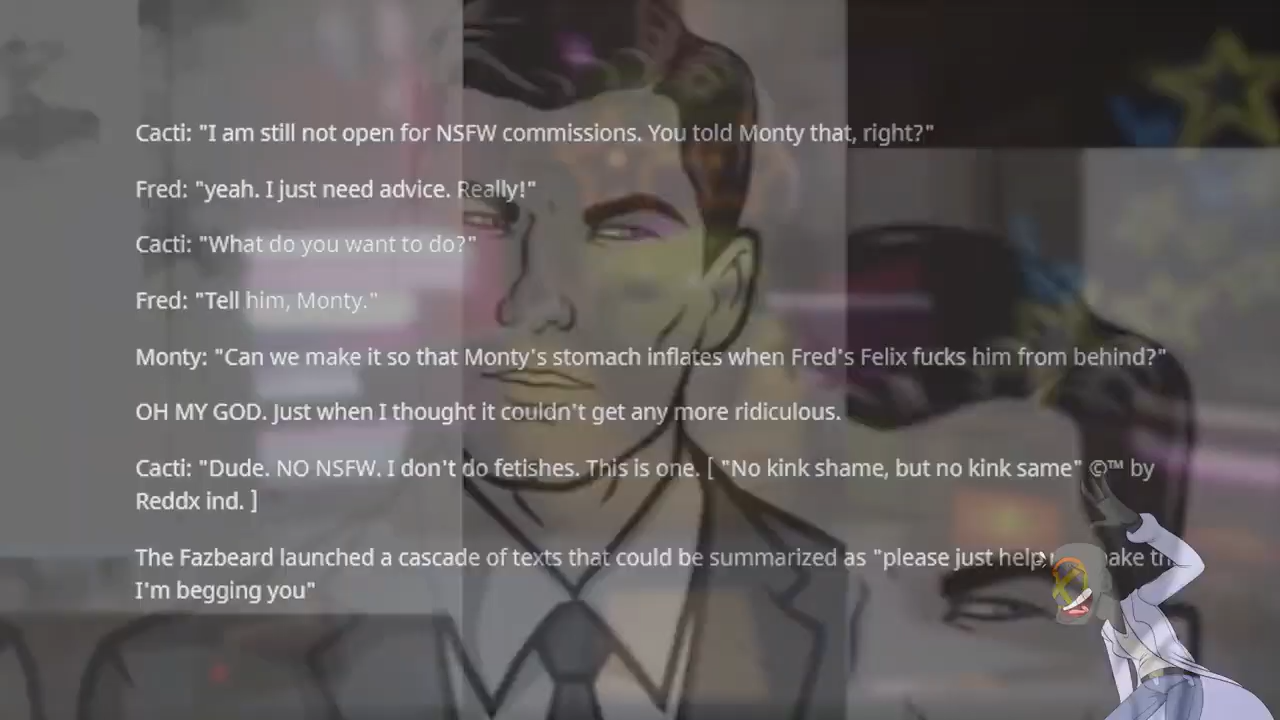 Cacti: "I am still not open for NSFW commissions. You told Monty that, right?"
Fred: "yeah. I just need advice. Really!"
Cacti: "What do you want to do?"
Fred: "Tell him, Monty."
Monty: "Can we make it so that Monty's stomach inflates when Fred's Felix fucks him from behind?"
OH MY GOD. Just when I thought it couldn't get any more ridiculous.
Cacti: "Dude. NO NSFW. I don't do fetishes. This is one. [ "No kink shame, but no kink same" ©™ by
Reddx ind. ]
The Fazbeard launched a cascade of texts that could be summarized as "please just help
I'm begging you"